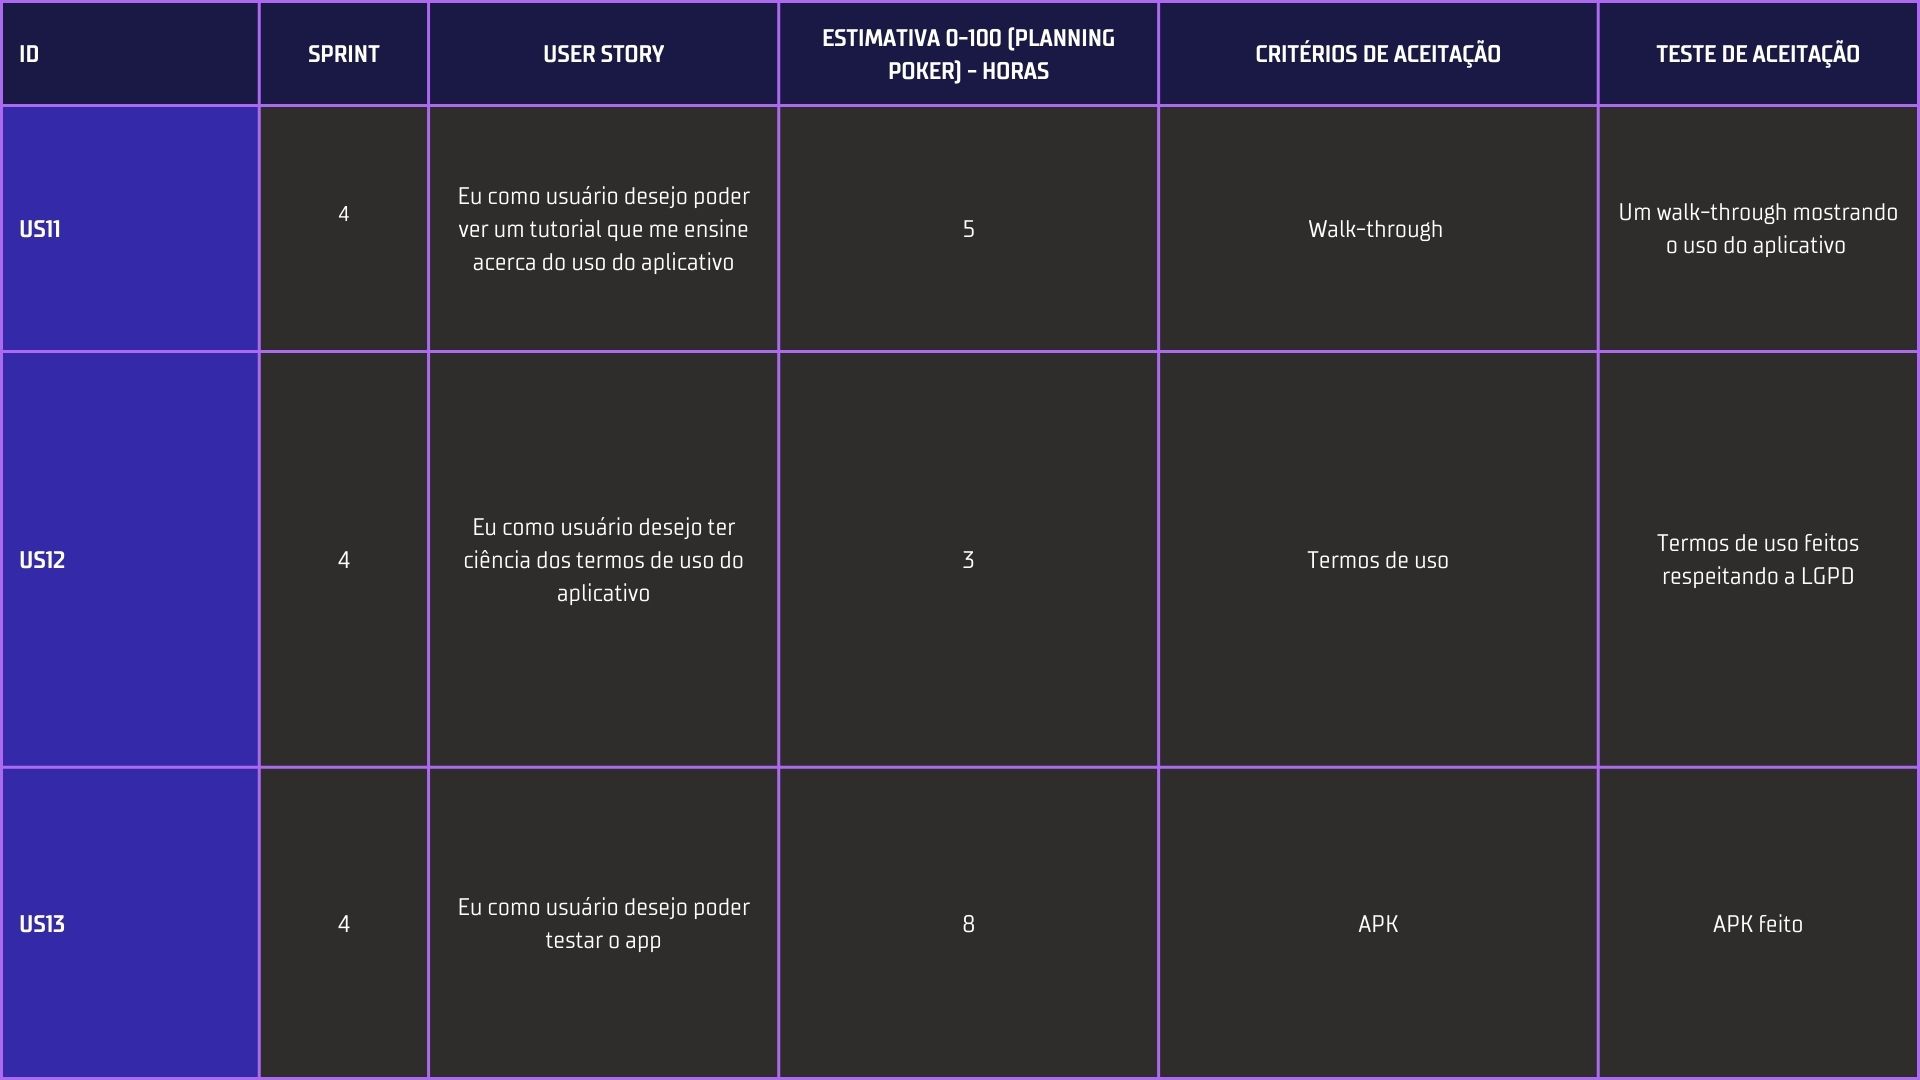 ID
SPRINT
USER STORY
ESTIMATIVA 0-100 (PLANNING
POKER) - HORAS
CRITÉRIOS DE ACEITAÇÃO
TESTE DE ACEITAÇÃO
US11
4
Eu como usuário desejo poder
ver um tutorial que me ensine
acerca do uso do aplicativo
5
Walk-through
Um walk-through mostrando
o uso do aplicativo
US12
4
Eu como usuário desejo ter
ciência dos termos de uso do
aplicativo
3
Termos de uso
Termos de uso feitos
respeitando a LGPD
US13
4
Eu como usuário desejo poder
testar o app
8
APK
APK feito